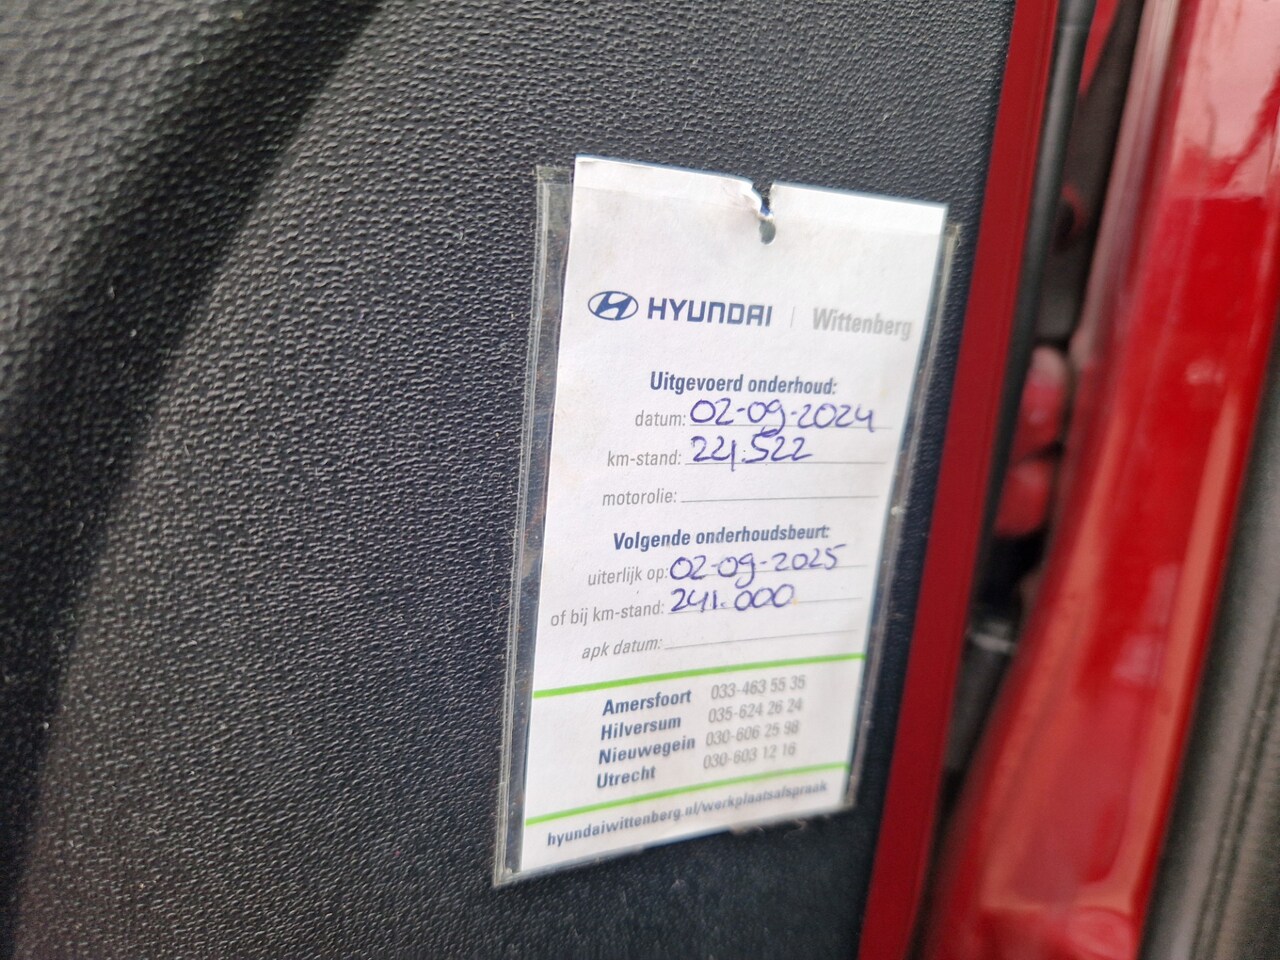 HYUNDAI | Wittenberg
Uitgevoerd onderhoud:
datum: 02-09-2024
km-stand: 221.522
motorolie:
Volgende onderhoudsbeurt:
uiterlijk op: 02-09-2025
of bij km-stand: 241.000
apk datum:
Amersfoort 033-463 55 35
Hilversum 035-624 26 24
Nieuwegein 030-606 25 98
Utrecht 030-603 12 16
hyundaiwittenberg.nl/werkplaatsafspraak